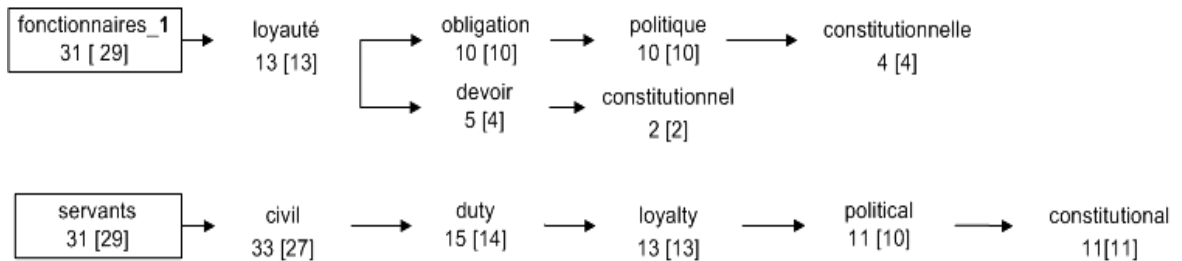 fonctionnaires_1
31 [ 29]
loyauté
13 [13]
obligation
10 [10]
politique
10 [10]
constitutionnelle
4 [4]
devoir
5 [4]
constitutionnel
2 [2]
servants
31 [29]
civil
33 [27]
duty
15 [14]
loyalty
13 [13]
political
11 [10]
constitutional
11[11]